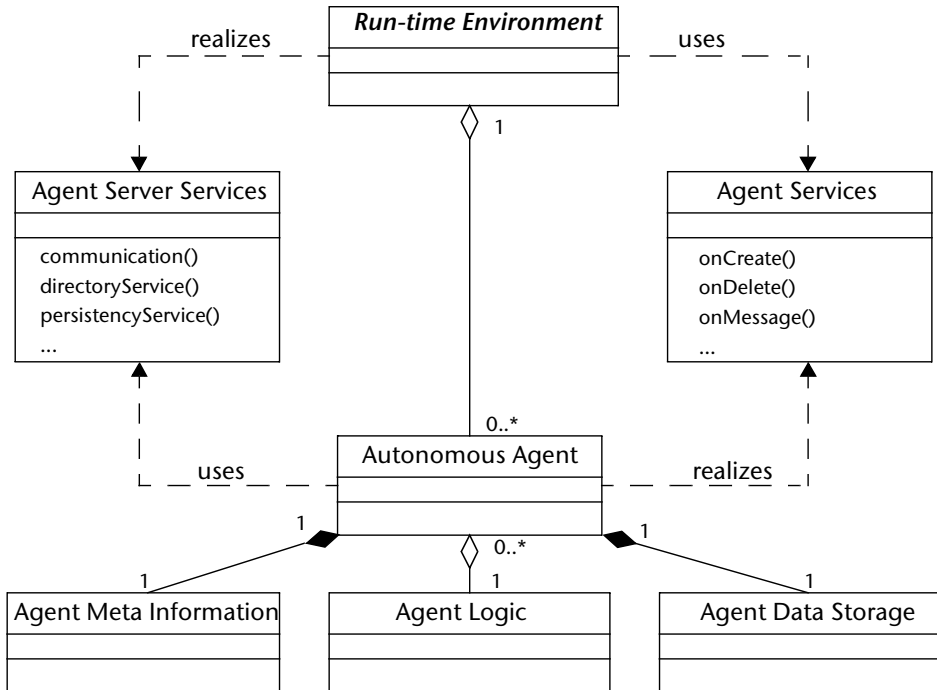 Run-time Environment
realizes
uses
1
Agent Server Services
communication()
directoryService()
persistencyService()
...
Agent Services
onCreate()
onDelete()
onMessage()
...
0..*
Autonomous Agent
uses
realizes
1
0..*
1
1
1
1
Agent Meta Information
Agent Logic
Agent Data Storage